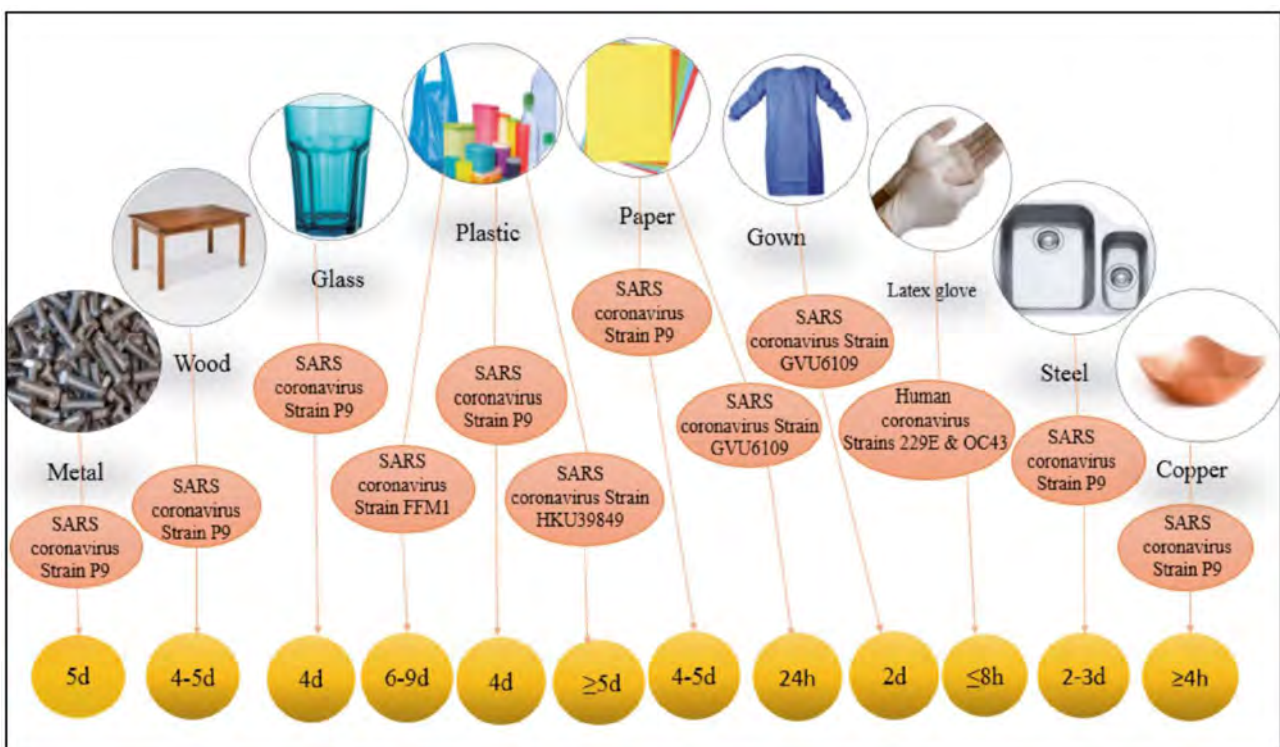 Metal
SARS
coronavirus
Strain P9
5d
Wood
SARS
coronavirus
Strain P9
4-5d
Glass
SARS
coronavirus
Strain P9
4d
Plastic
SARS
coronavirus
Strain FFM1
6-9d
SARS
coronavirus
Strain P9
4d
SARS
coronavirus Strain
HKU39849
≥5d
Paper
SARS
coronavirus
Strain P9
4-5d
SARS
coronavirus Strain
GVU6109
24h
Gown
SARS
coronavirus Strain
GVU6109
2d
Latex glove
Human
coronavirus
Strains 229E & OC43
≤8h
Steel
SARS
coronavirus
Strain P9
2-3d
Copper
SARS
coronavirus
Strain P9
≥4h